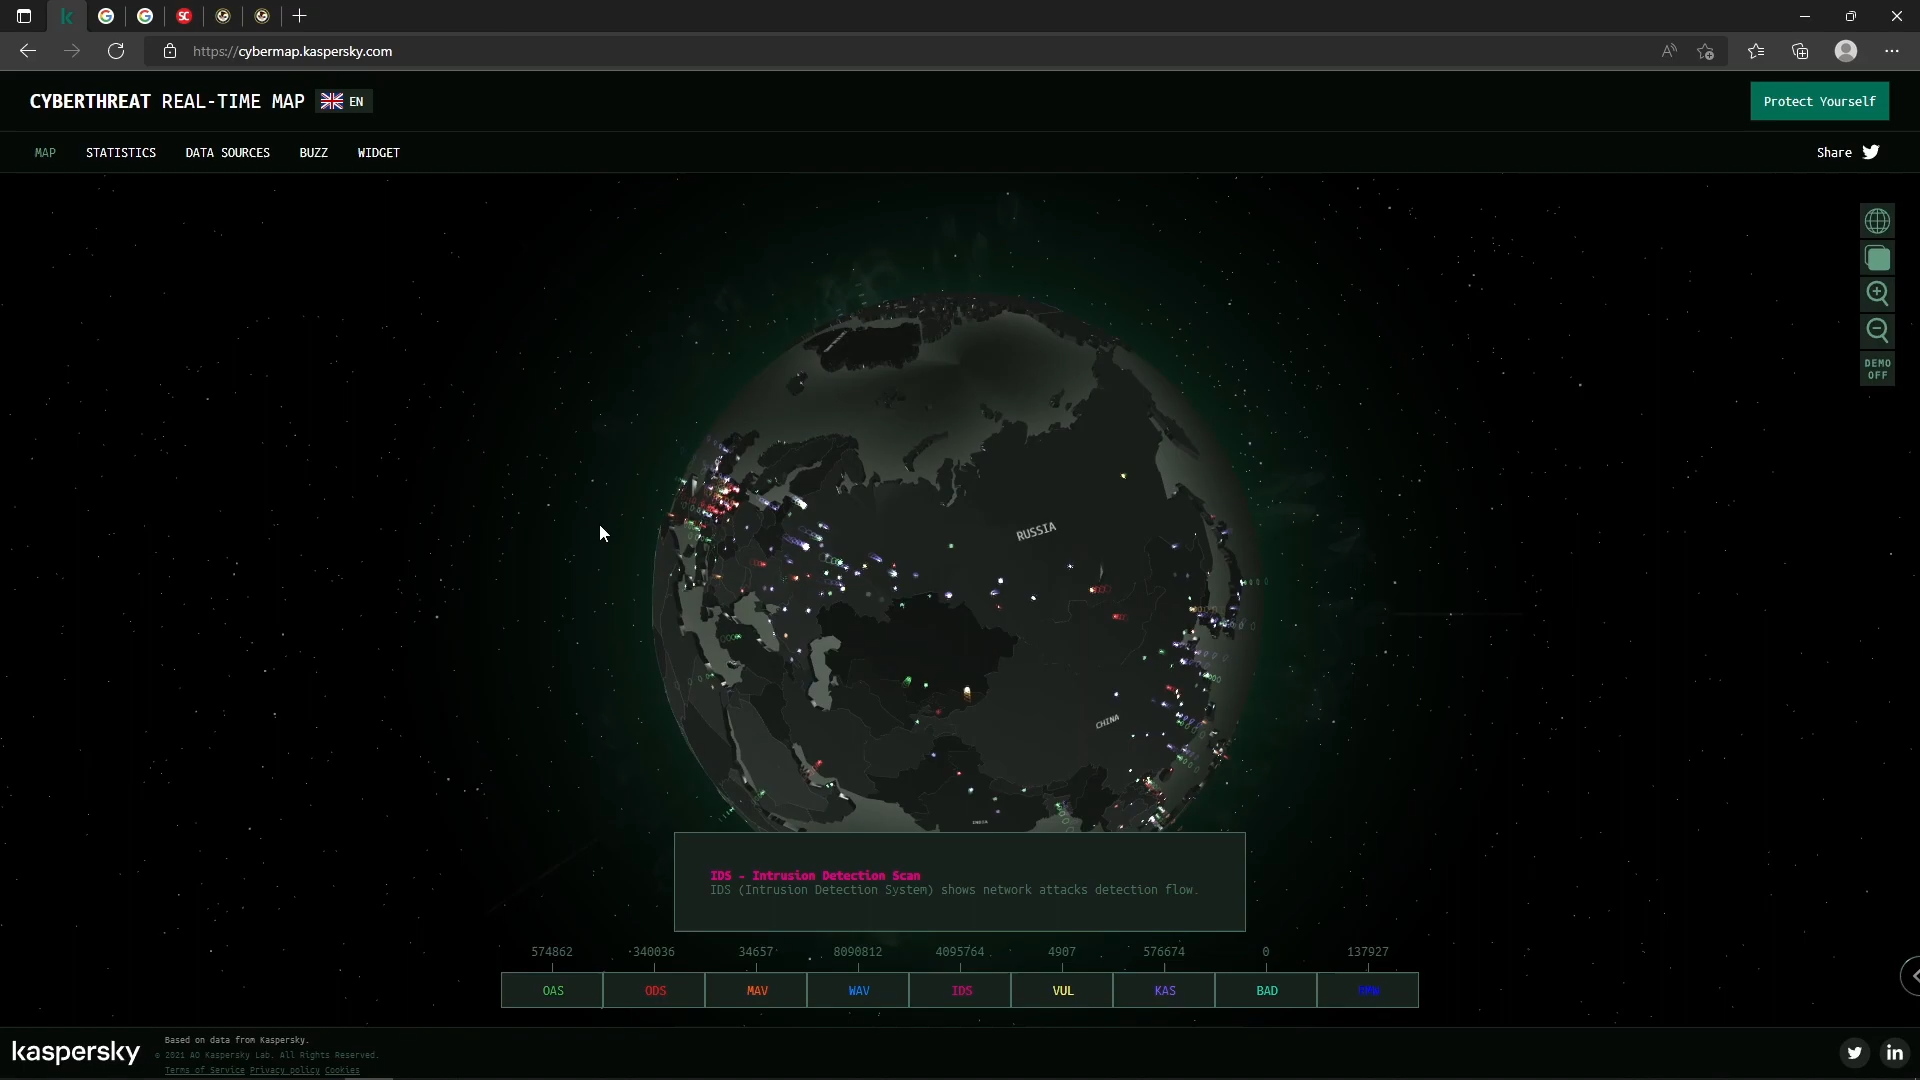 https://cybermap.kaspersky.com
CYBERTHREAT REAL-TIME MAP EN
Protect Yourself
MAP STATISTICS DATA SOURCES BUZZ WIDGET
Share
DEMO
OFF
RUSSIA
CHINA
INDIA
IDS - Intrusion Detection Scan
IDS (Intrusion Detection System) shows network attacks detection flow.
574862 340036 34657 8090812 4095764 4907 576674 0 137927
OAS ODS MAV WAV IDS VUL KAS BAD RMW
kaspersky
Based on data from Kaspersky.
© 2021 AO Kaspersky Lab. All Rights Reserved.
Terms of Service Privacy policy Cookies